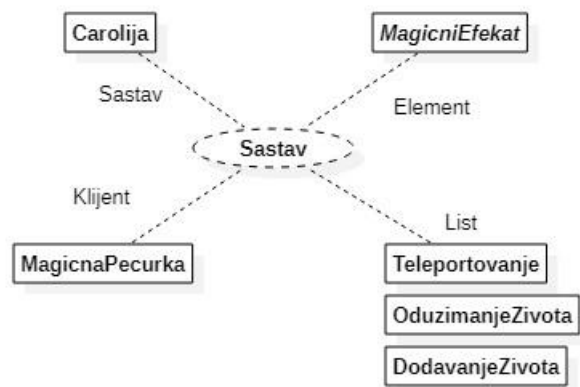 Carolija
MagicniEfekat
Sastav
Element
Sastav
Klijent
List
MagicnaPecurka
Teleportovanje
OduzimanjeZivota
DodavanjeZivota